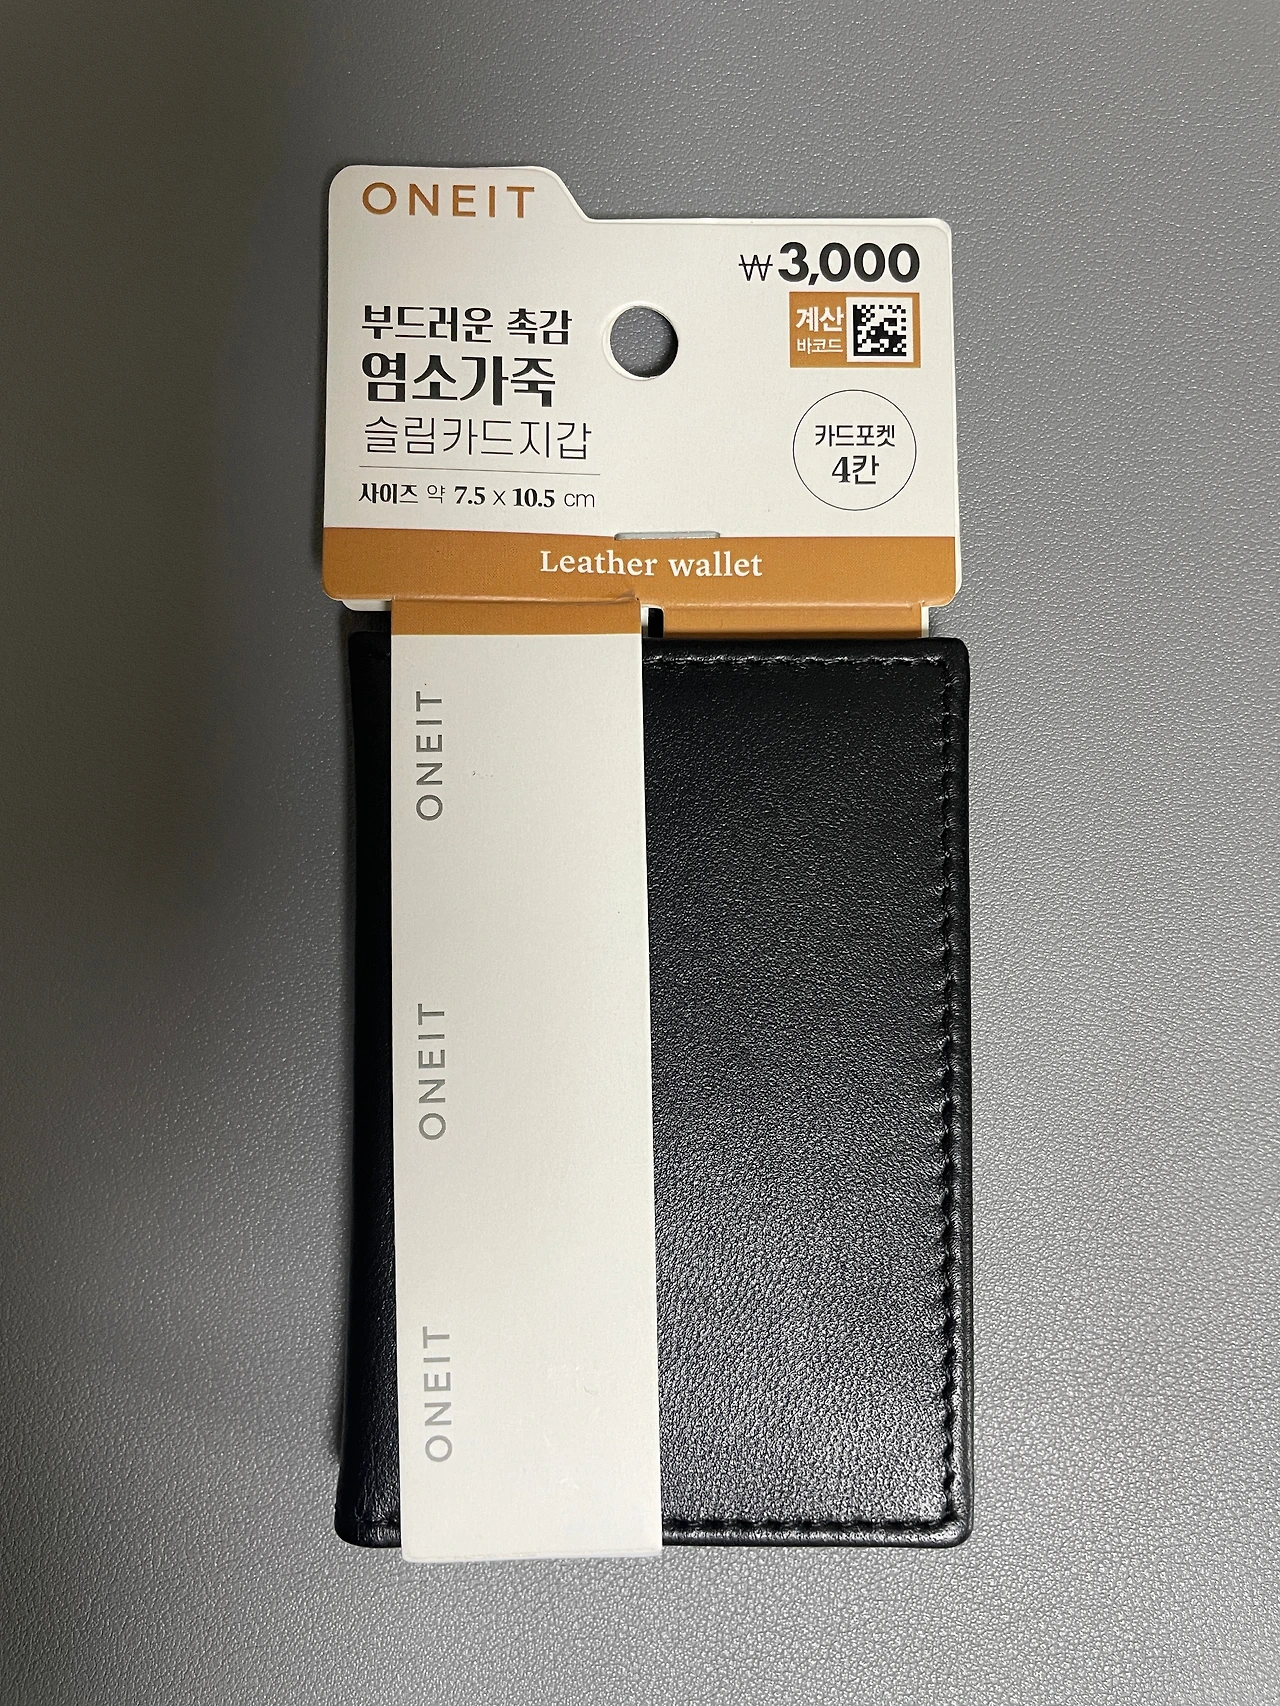 ONEIT
₩3,000
계산
바코드
부드러운 촉감
염소가죽
슬림카드지갑
사이즈 약 7.5 x 10.5 cm
카드포켓
4칸
Leather wallet
ONEIT
ONEIT
ONEIT